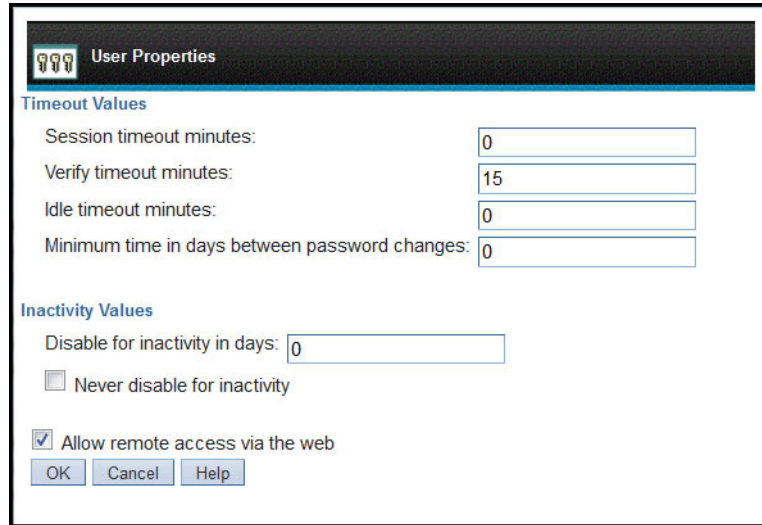 User Properties
Timeout Values
Session timeout minutes: 0
Verify timeout minutes: 15
Idle timeout minutes: 0
Minimum time in days between password changes: 0
Inactivity Values
Disable for inactivity in days: 0
Never disable for inactivity
Allow remote access via the web
OK Cancel Help